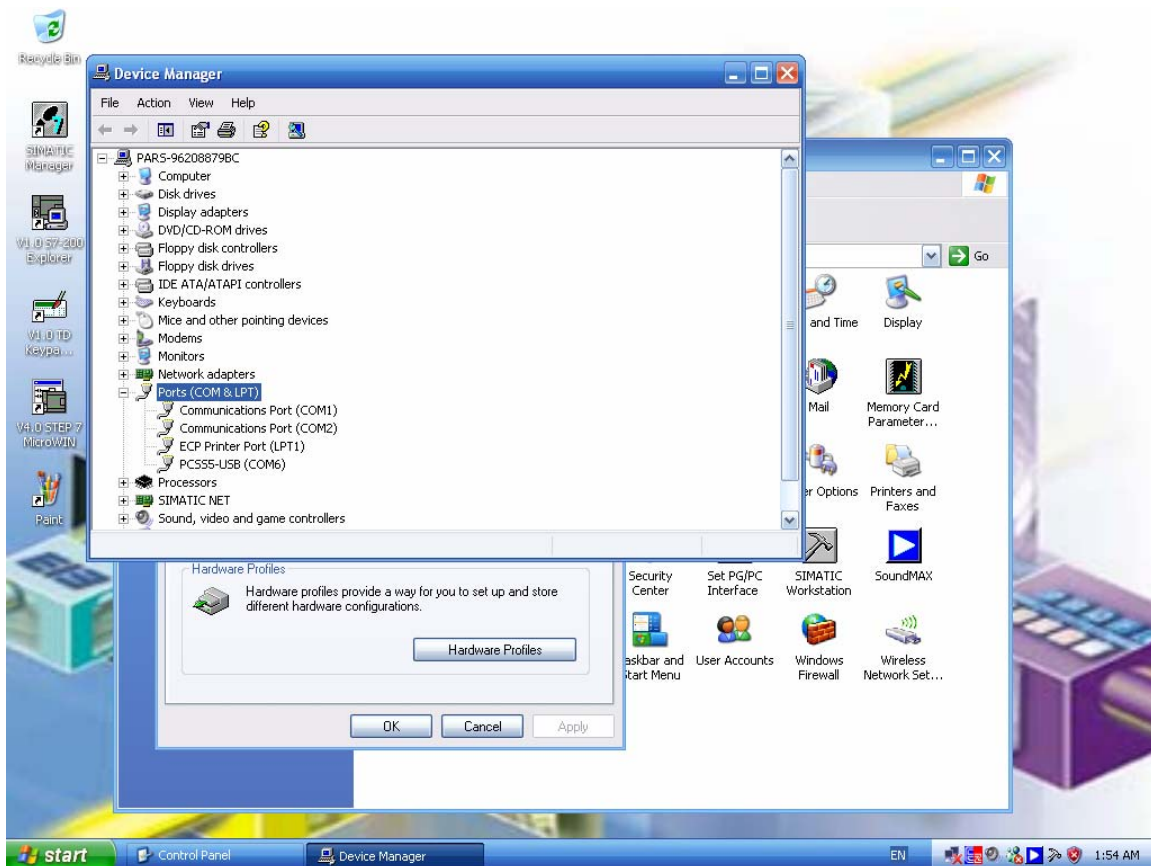 Recycle Bin
SIMATIC
Manager
V1.0 S7-200
Explorer
V1.0 TD
Keypa...
V4.0 STEP 7
MicroWIN
Paint
Device Manager
File Action View Help
PARS-96208879BC
Computer
Disk drives
Display adapters
DVD/CD-ROM drives
Floppy disk controllers
Floppy disk drives
IDE ATA/ATAPI controllers
Keyboards
Mice and other pointing devices
Modems
Monitors
Network adapters
Ports (COM & LPT)
Communications Port (COM1)
Communications Port (COM2)
ECP Printer Port (LPT1)
PCSS5-USB (COM6)
Processors
SIMATIC NET
Sound, video and game controllers
Go
and Time
Display
Mail
Memory Card
Parameter...
er Options
Printers and
Faxes
Security
Center
Set PG/PC
Interface
SIMATIC
Workstation
SoundMAX
askbar and
Start Menu
User Accounts
Windows
Firewall
Wireless
Network Set...
Hardware Profiles
Hardware profiles provide a way for you to set up and store
different hardware configurations.
Hardware Profiles
OK Cancel Apply
start
Control Panel
Device Manager
EN
1:54 AM